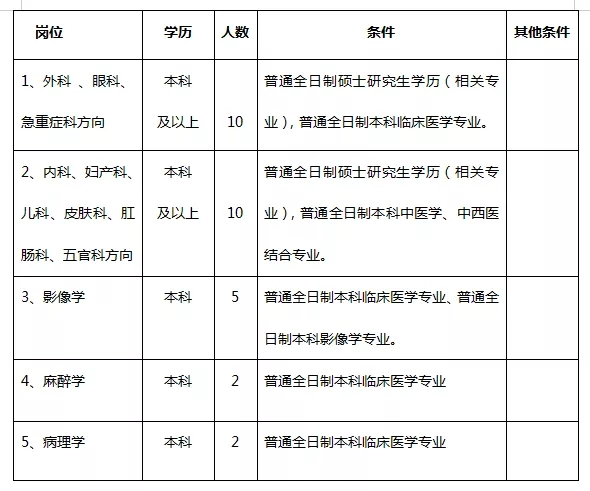 岗位 学历 人数 条件 其他条件
1、外科 、眼科、 本科 普通全日制硕士研究生学历（相关专
急重症科方向 及以上 10 业），普通全日制本科临床医学专业。
2、内科、妇产科、 本科 普通全日制硕士研究生学历（相关专
儿科、皮肤科、肛 及以上 10 业），普通全日制本科中医学、中西医
肠科、五官科方向 结合专业。
3、影像学 本科 5 普通全日制本科临床医学专业、普通全
日制本科影像学专业。
4、麻醉学 本科 2 普通全日制本科临床医学专业
5、病理学 本科 2 普通全日制本科临床医学专业